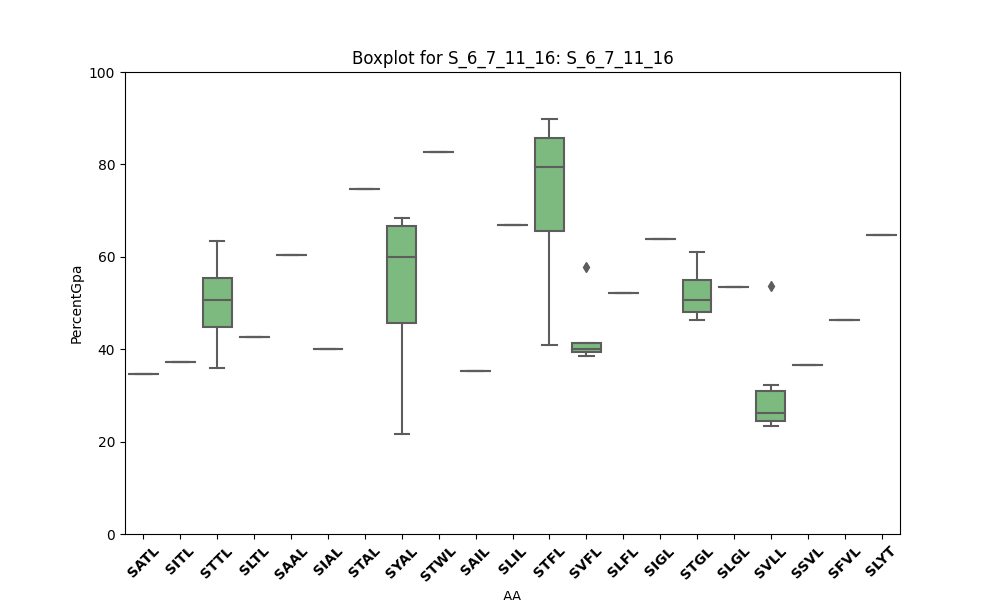 Boxplot for S_6_7_11_16: S_6_7_11_16
100
80
60
40
20
0
PercentGpa
SATL SITL STTL SLTL SAAL SIAL STAL SYAL STWL SAIL SLIL STFL SVFL SLFL SIGL STGL SLGL SVLL SSVL SFVL SLYT
AA